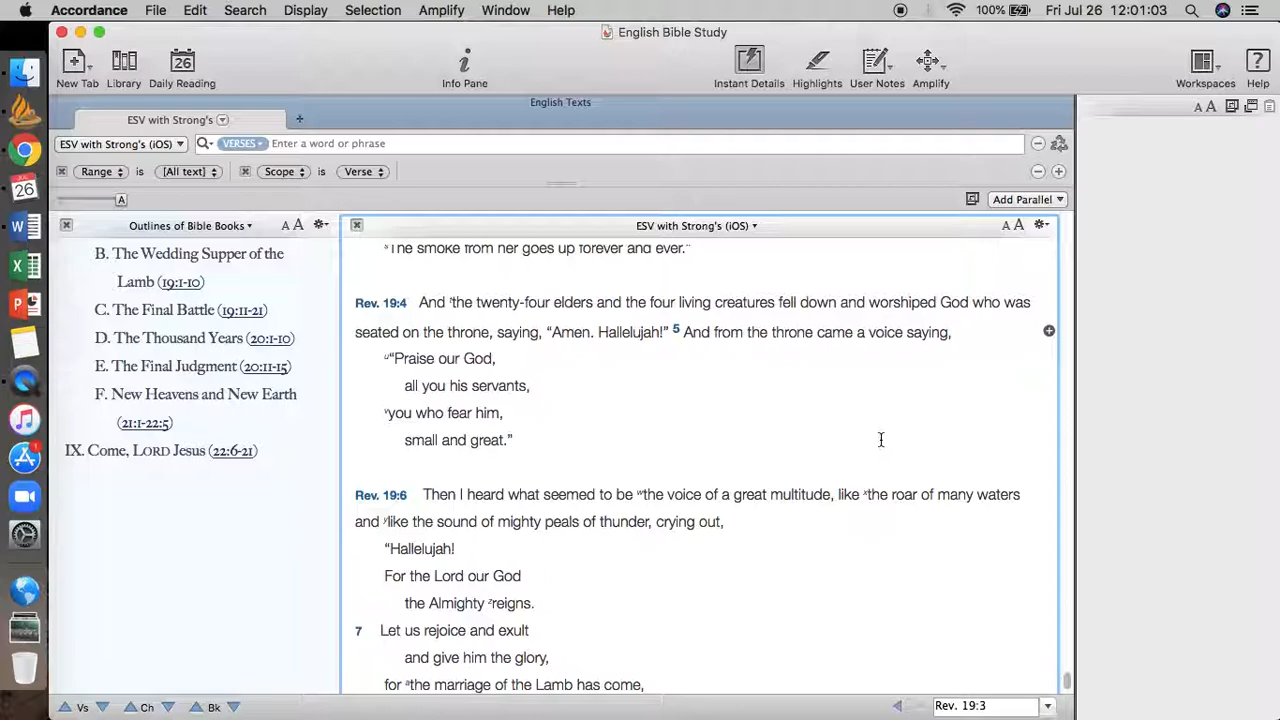 Accordance File Edit Search Display Selection Amplify Window Help 100% Fri Jul 26 12:01:03
English Bible Study
New Tab Library Daily Reading Info Pane Instant Details Highlights User Notes Amplify Workspaces Help
English Texts
ESV with Strong's
ESV with Strong's (iOS) VERSES Enter a word or phrase
Range is [All text] Scope is Verse
A
Add Parallel
Outlines of Bible Books A A
B. The Wedding Supper of the
Lamb (19:1-10)
C. The Final Battle (19:11-21)
D. The Thousand Years (20:1-10)
E. The Final Judgment (20:11-15)
F. New Heavens and New Earth
(21:1-22:5)
IX. Come, LORD Jesus (22:6-21)
ESV with Strong's (iOS) A A
The smoke from her goes up forever and ever.”
Rev. 19:4 And the twenty-four elders and the four living creatures fell down and worshiped God who was
seated on the throne, saying, “Amen. Hallelujah!” 5 And from the throne came a voice saying,
u“Praise our God,
all you his servants,
vyou who fear him,
small and great.”
Rev. 19:6 Then I heard what seemed to be wthe voice of a great multitude, like xthe roar of many waters
and ylike the sound of mighty peals of thunder, crying out,
“Hallelujah!
For the Lord our God
the Almighty zreigns.
7 Let us rejoice and exult
and give him the glory,
for athe marriage of the Lamb has come,
Vs Ch Bk Rev. 19:3
A A
26
JUL
26
W
X
P
1